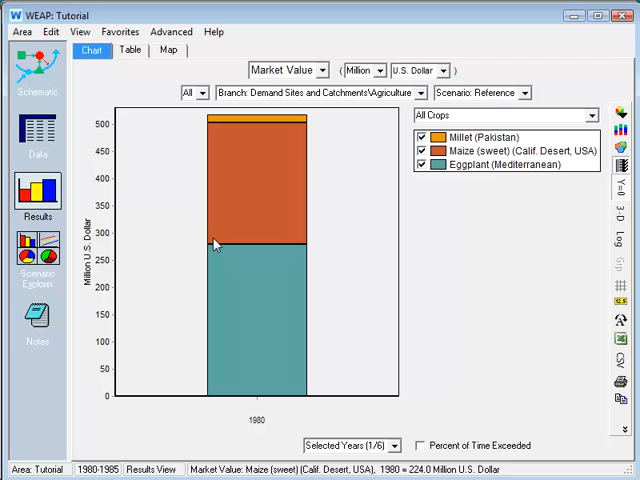 WEAP: Tutorial
Area Edit View Favorites Advanced Help
Chart Table Map
Schematic
Data
Results
Scenario
Explorer
Notes
Market Value ( Million U.S. Dollar )
All Branch: Demand Sites and Catchments\Agriculture Scenario: Reference
All Crops
Millet (Pakistan)
Maize (sweet) (Calif. Desert, USA)
Eggplant (Mediterranean)
Million U.S. Dollar
500
450
400
350
300
250
200
150
100
50
0
1980
Y=0
3-D
Log
Grp
12.5
CSV
Selected Years (1/6) Percent of Time Exceeded
Area: Tutorial 1980-1985 Results View Market Value: Maize (sweet) (Calif. Desert, USA), 1980 = 224.0 Million U.S. Dollar